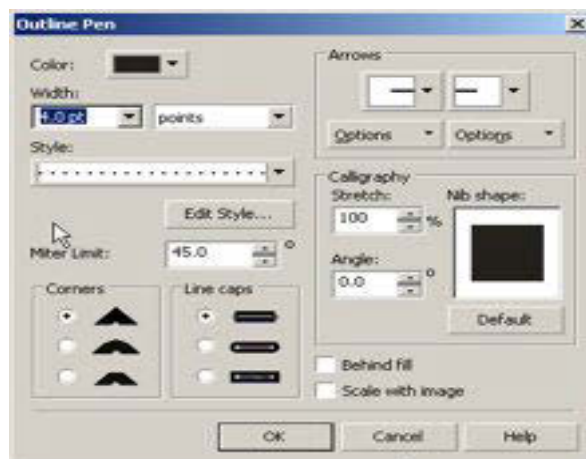 Outline Pen
Color:
Width:
4.0 pt
points
Style:
Edit Style...
Miter Limit:
45.0
°
Corners
Line caps
Arrows
Options
Options
Calligraphy
Stretch:
100
%
Angle:
0.0
°
Nib shape:
Default
Behind fill
Scale with image
OK
Cancel
Help